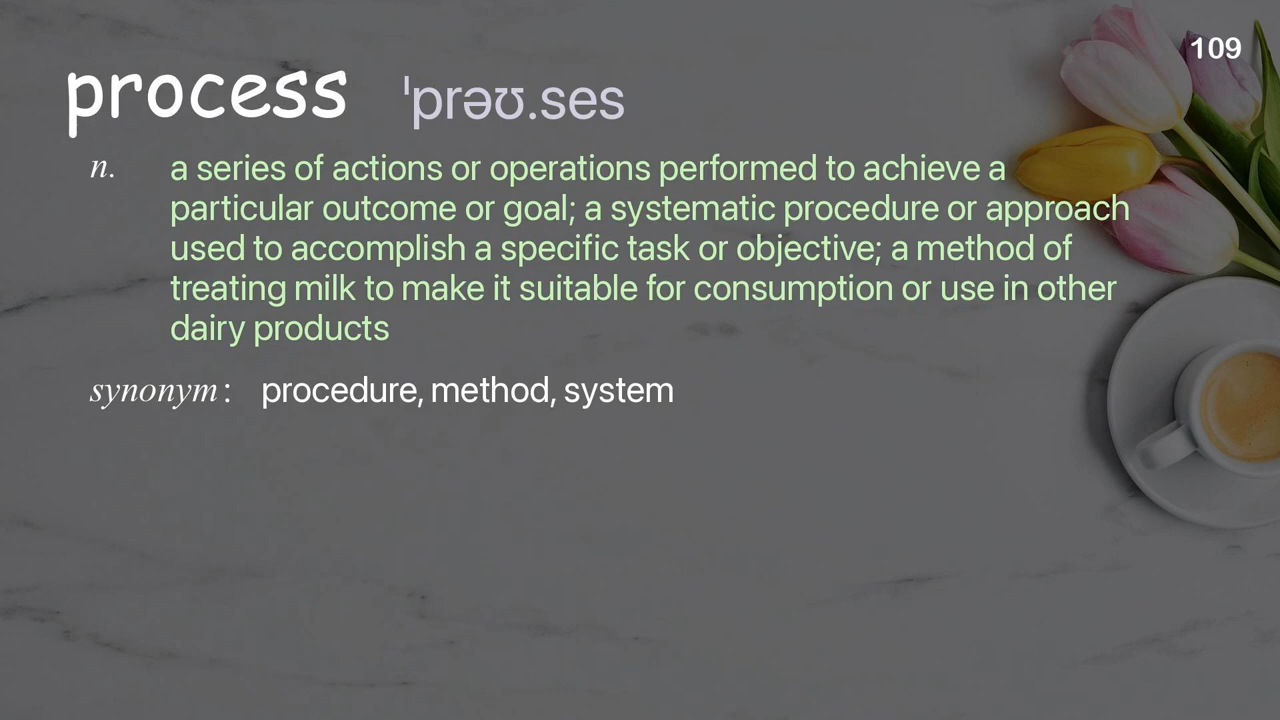 109
process ˈprəʊ.ses
n. a series of actions or operations performed to achieve a
particular outcome or goal; a systematic procedure or approach
used to accomplish a specific task or objective; a method of
treating milk to make it suitable for consumption or use in other
dairy products
synonym: procedure, method, system